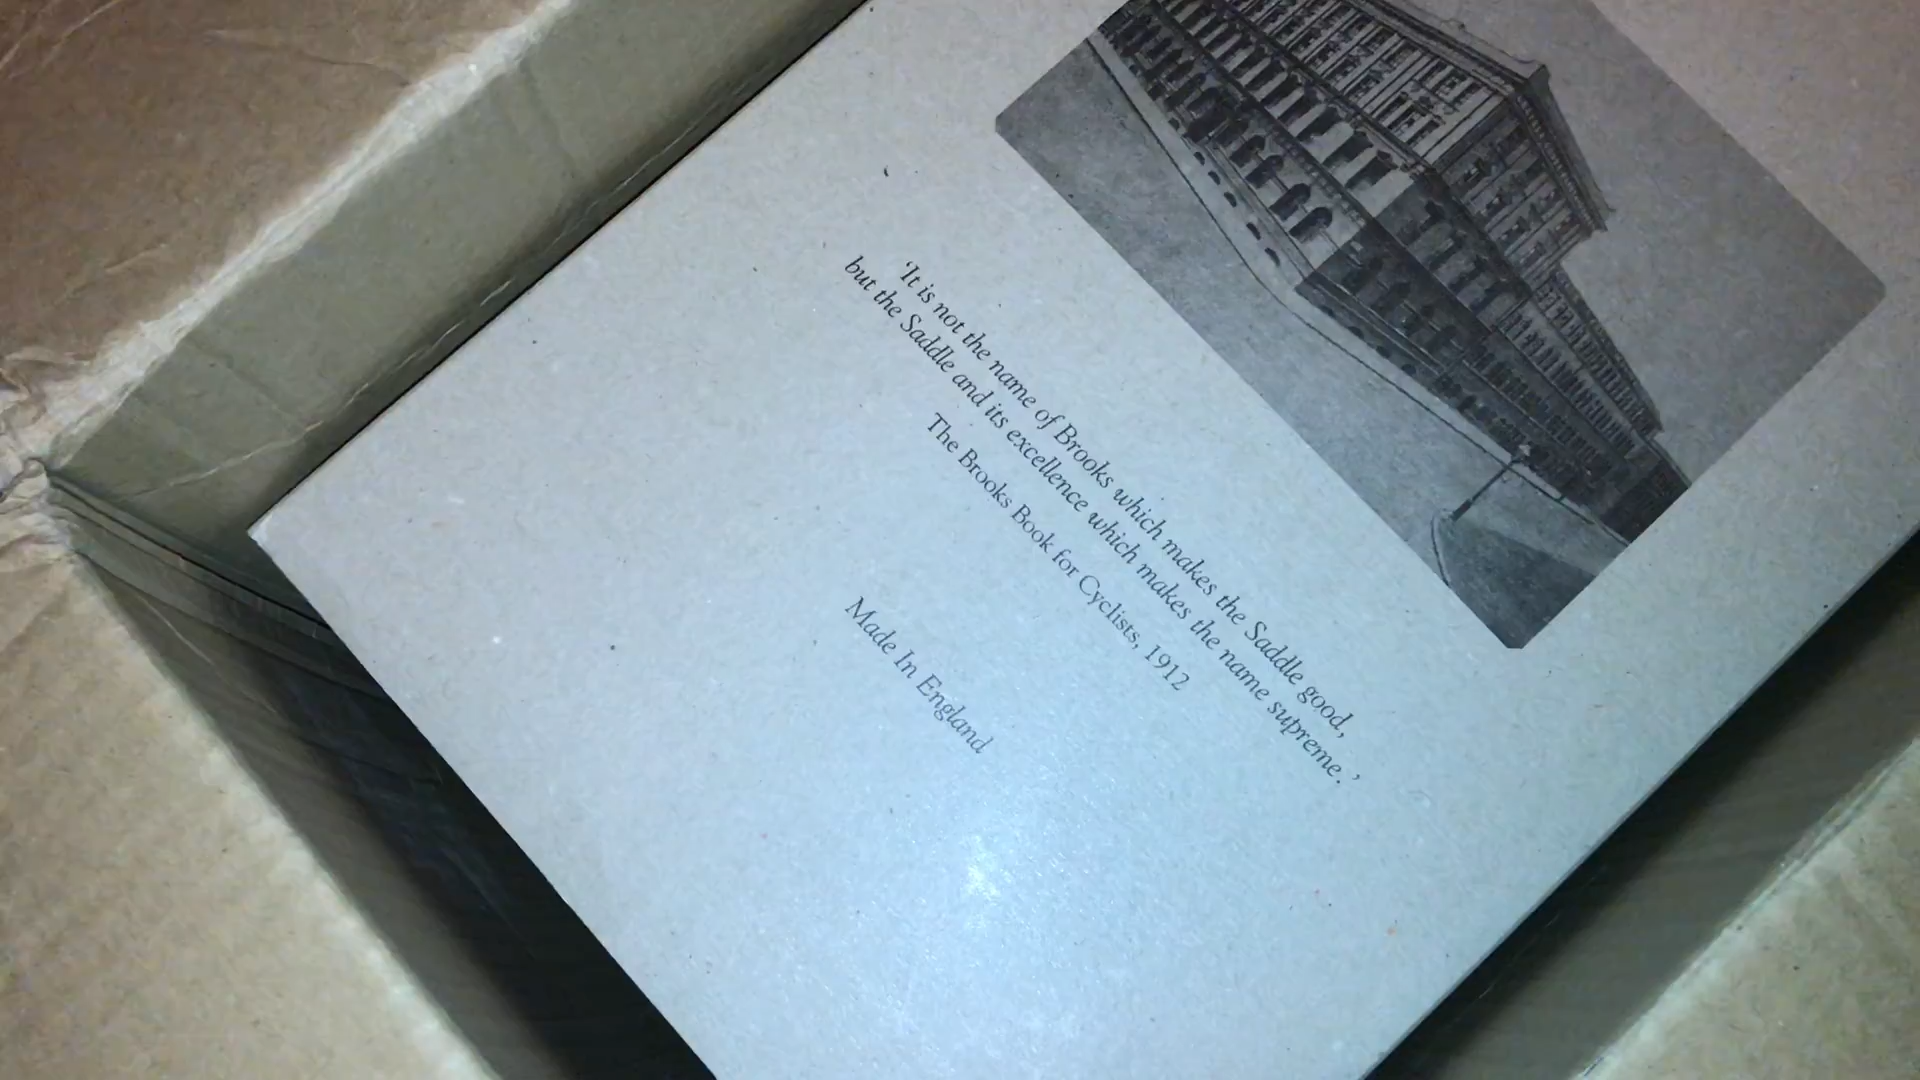 ‘It is not the name of Brooks which makes the Saddle good,
but the Saddle and its excellence which makes the name supreme.’
The Brooks Book for Cyclists, 1912
Made In England